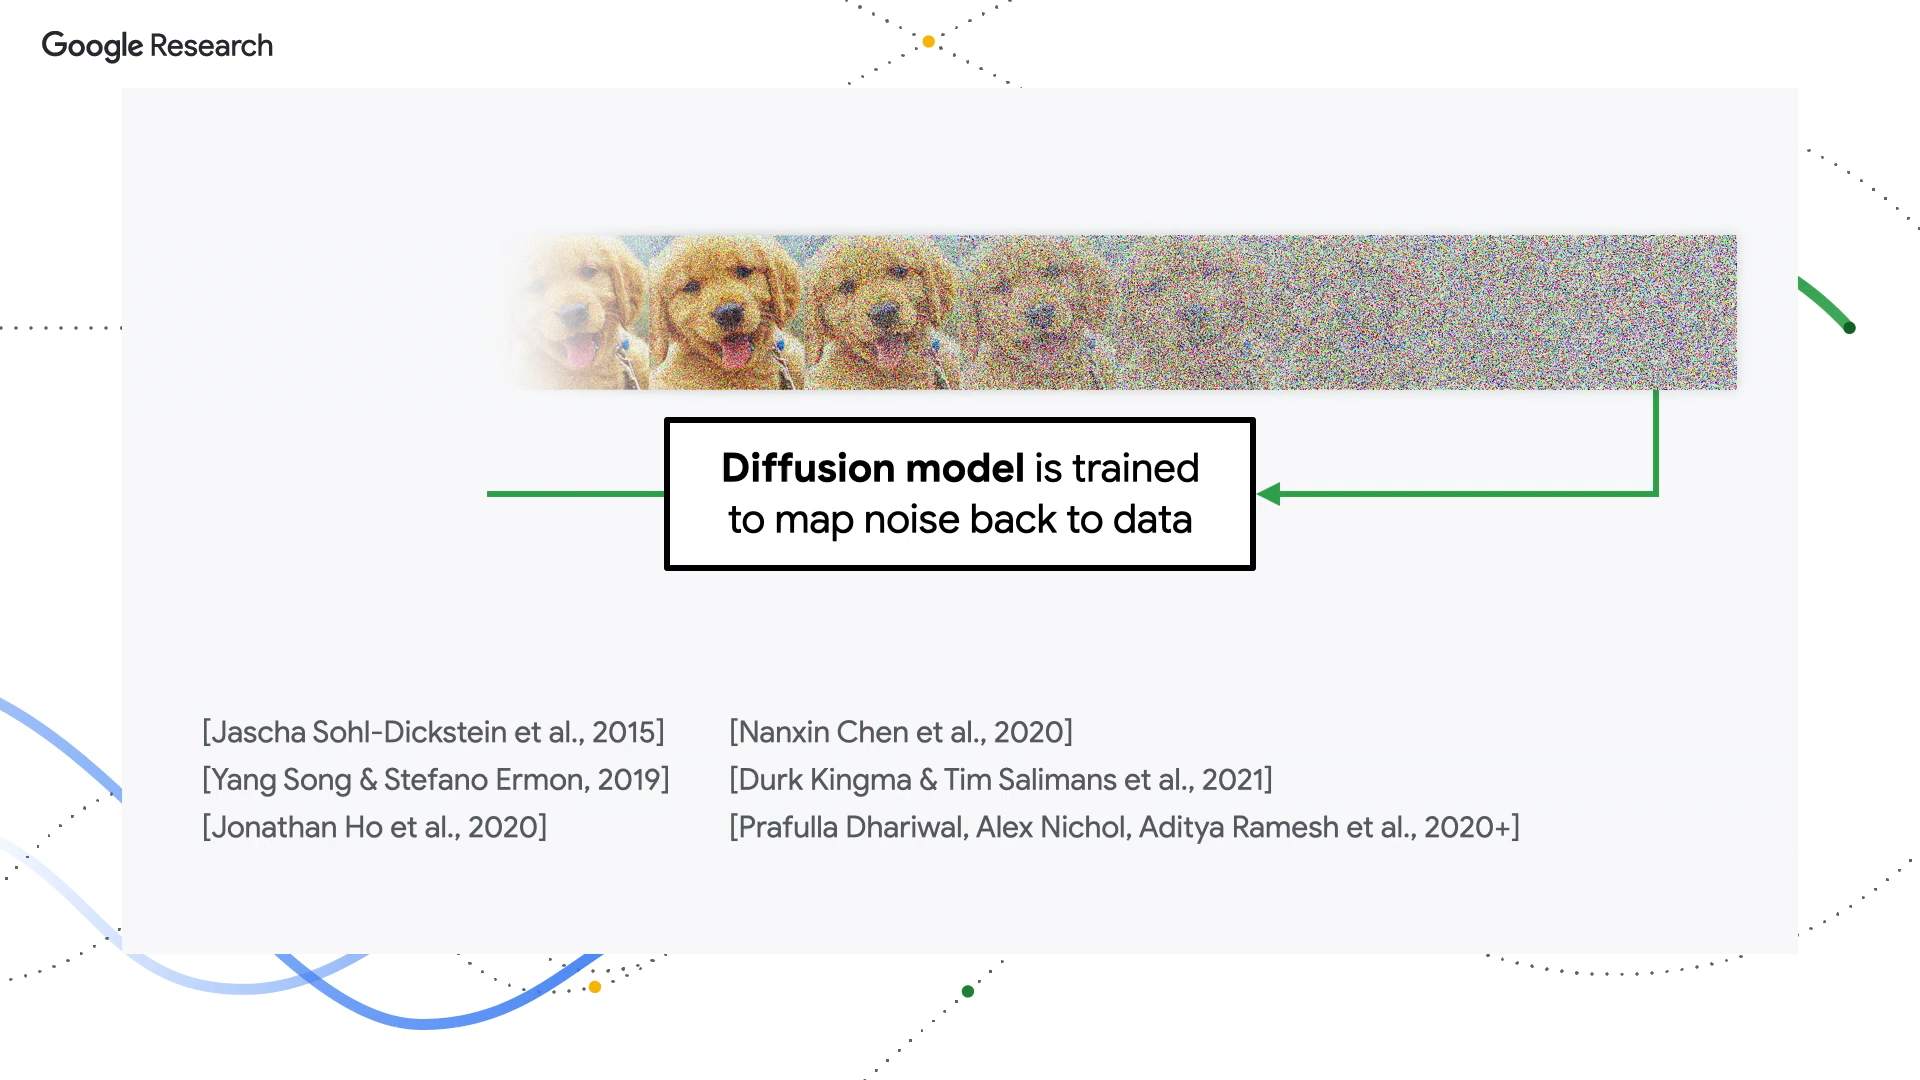 Google Research
Diffusion model is trained
to map noise back to data
[Jascha Sohl-Dickstein et al., 2015]
[Yang Song & Stefano Ermon, 2019]
[Jonathan Ho et al., 2020]
[Nanxin Chen et al., 2020]
[Durk Kingma & Tim Salimans et al., 2021]
[Prafulla Dhariwal, Alex Nichol, Aditya Ramesh et al., 2020+]